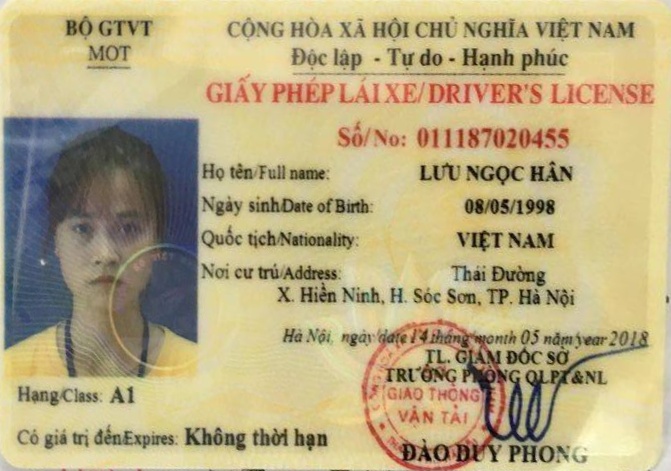 BỘ GTVT
MOT
CỘNG HÒA XÃ HỘI CHỦ NGHĨA VIỆT NAM
Độc lập - Tự do - Hạnh phúc
GIẤY PHÉP LÁI XE/ DRIVER'S LICENSE
Số/No: 011187020455
Họ tên/Full name: LƯU NGỌC HÂN
Ngày sinh/Date of Birth: 08/05/1998
Quốc tịch/Nationality: VIỆT NAM
Nơi cư trú/Address: Thái Đường
X. Hiền Ninh, H. Sóc Sơn, TP. Hà Nội
Hà Nội, ngày/date 14 tháng/month 05 năm/year 2018
TL. GIÁM ĐỐC SỞ
TRƯỞNG PHÒNG QLPT&NL
GIAO THÔNG
VẬN TẢI
Hạng/Class: A1
Có giá trị đến/Expires: Không thời hạn
ĐÀO DUY PHONG